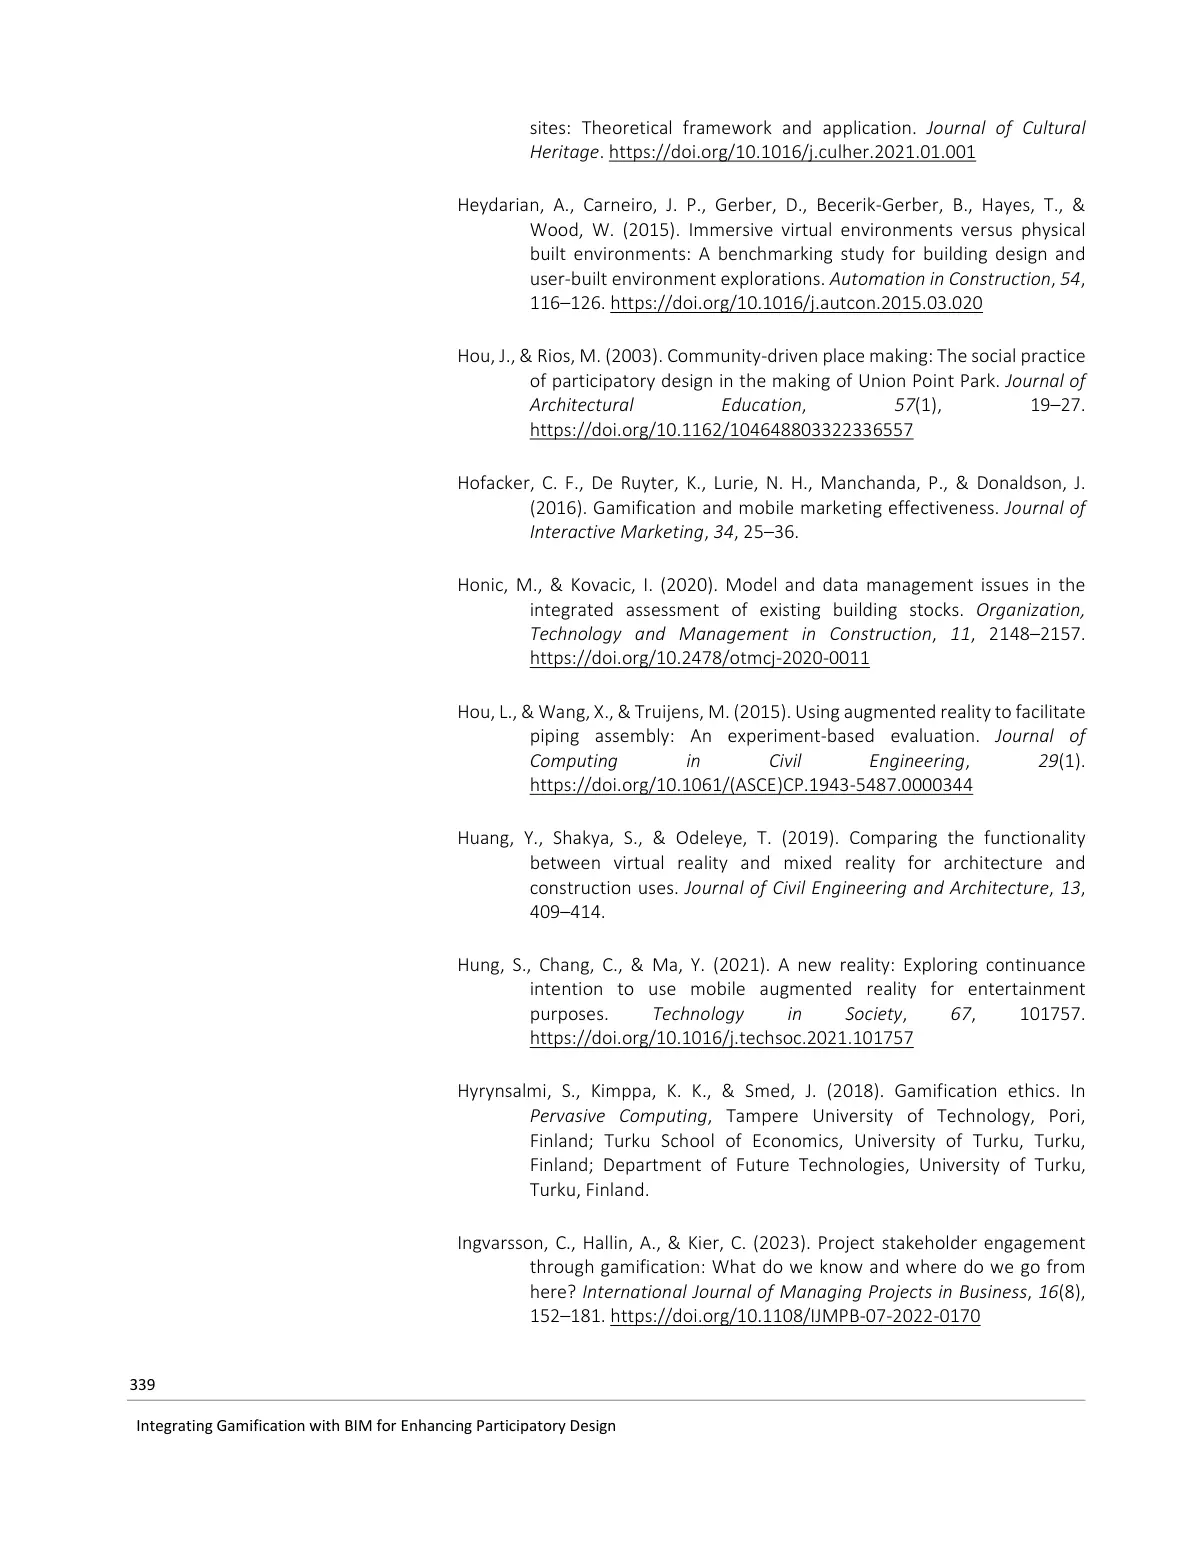 sites: Theoretical framework and application. Journal of Cultural
Heritage. https://doi.org/10.1016/j.culher.2021.01.001
Heydarian, A., Carneiro, J. P., Gerber, D., Becerik-Gerber, B., Hayes, T., &
Wood, W. (2015). Immersive virtual environments versus physical
built environments: A benchmarking study for building design and
user-built environment explorations. Automation in Construction, 54,
116–126. https://doi.org/10.1016/j.autcon.2015.03.020
Hou, J., & Rios, M. (2003). Community-driven place making: The social practice
of participatory design in the making of Union Point Park. Journal of
Architectural Education, 57(1), 19–27.
https://doi.org/10.1162/104648803322336557
Hofacker, C. F., De Ruyter, K., Lurie, N. H., Manchanda, P., & Donaldson, J.
(2016). Gamification and mobile marketing effectiveness. Journal of
Interactive Marketing, 34, 25–36.
Honic, M., & Kovacic, I. (2020). Model and data management issues in the
integrated assessment of existing building stocks. Organization,
Technology and Management in Construction, 11, 2148–2157.
https://doi.org/10.2478/otmcj-2020-0011
Hou, L., & Wang, X., & Truijens, M. (2015). Using augmented reality to facilitate
piping assembly: An experiment-based evaluation. Journal of
Computing in Civil Engineering, 29(1).
https://doi.org/10.1061/(ASCE)CP.1943-5487.0000344
Huang, Y., Shakya, S., & Odeleye, T. (2019). Comparing the functionality
between virtual reality and mixed reality for architecture and
construction uses. Journal of Civil Engineering and Architecture, 13,
409–414.
Hung, S., Chang, C., & Ma, Y. (2021). A new reality: Exploring continuance
intention to use mobile augmented reality for entertainment
purposes. Technology in Society, 67, 101757.
https://doi.org/10.1016/j.techsoc.2021.101757
Hyrynsalmi, S., Kimppa, K. K., & Smed, J. (2018). Gamification ethics. In
Pervasive Computing, Tampere University of Technology, Pori,
Finland; Turku School of Economics, University of Turku, Turku,
Finland; Department of Future Technologies, University of Turku,
Turku, Finland.
Ingvarsson, C., Hallin, A., & Kier, C. (2023). Project stakeholder engagement
through gamification: What do we know and where do we go from
here? International Journal of Managing Projects in Business, 16(8),
152–181. https://doi.org/10.1108/IJMPB-07-2022-0170
339
Integrating Gamification with BIM for Enhancing Participatory Design